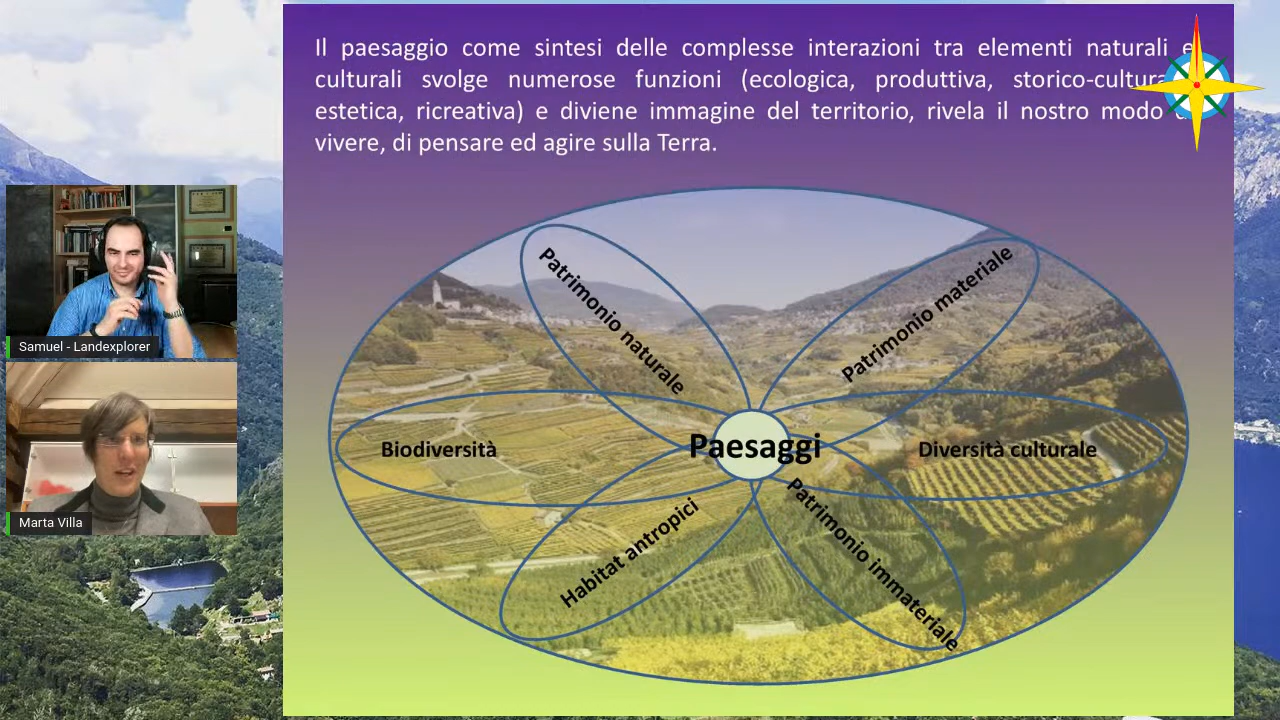 Il paesaggio come sintesi delle complesse interazioni tra elementi naturali e
culturali svolge numerose funzioni (ecologica, produttiva, storico-cultura
estetica, ricreativa) e diviene immagine del territorio, rivela il nostro modo
vivere, di pensare ed agire sulla Terra.
Patrimonio naturale
Patrimonio materiale
Biodiversità
Paesaggi
Diversità culturale
Habitat antropici
Patrimonio immateriale
Samuel - Landexplorer
Marta Villa